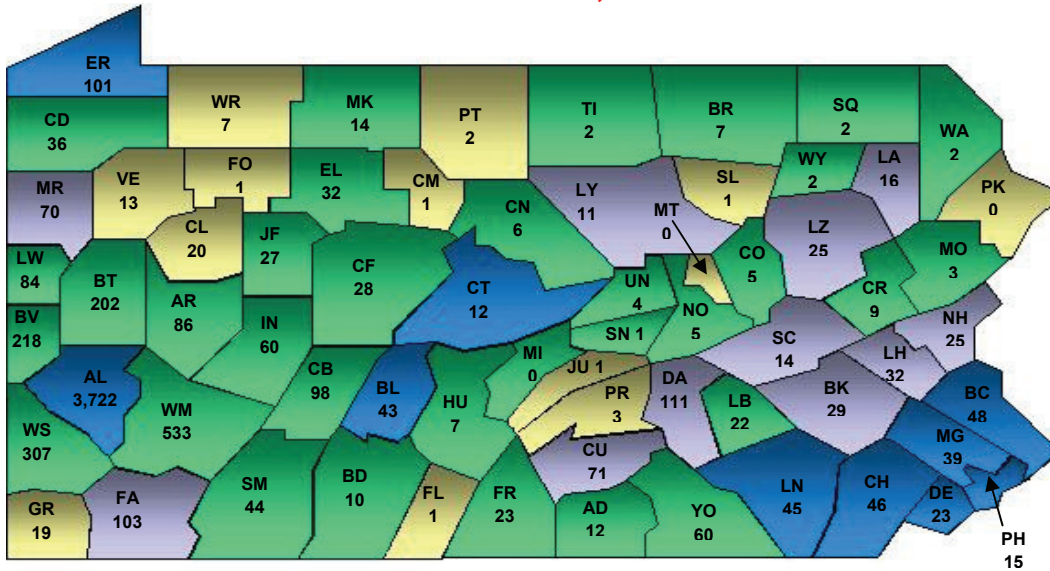 ER
101
WR
7
MK
14
PT
2
TI
2
BR
7
SQ
2
WA
2
CD
36
MR
70
VE
13
FO
1
EL
32
CM
1
CN
6
LY
11
SL
1
WY
2
LA
16
PK
0
MT
0
LW
84
BT
202
CL
20
JF
27
CF
28
CT
12
UN
4
NO
5
CO
5
LZ
25
CR
9
MO
3
BV
218
AR
86
IN
60
SN 1
MI
0
JU 1
SC
14
NH
25
LH
32
AL
3,722
WM
533
CB
98
BL
43
HU
7
PR
3
DA
111
LB
22
BK
29
BC
48
MG
39
WS
307
CU
71
GR
19
FA
103
SM
44
BD
10
FL
1
FR
23
AD
12
YO
60
LN
45
CH
46
DE
23
PH
15